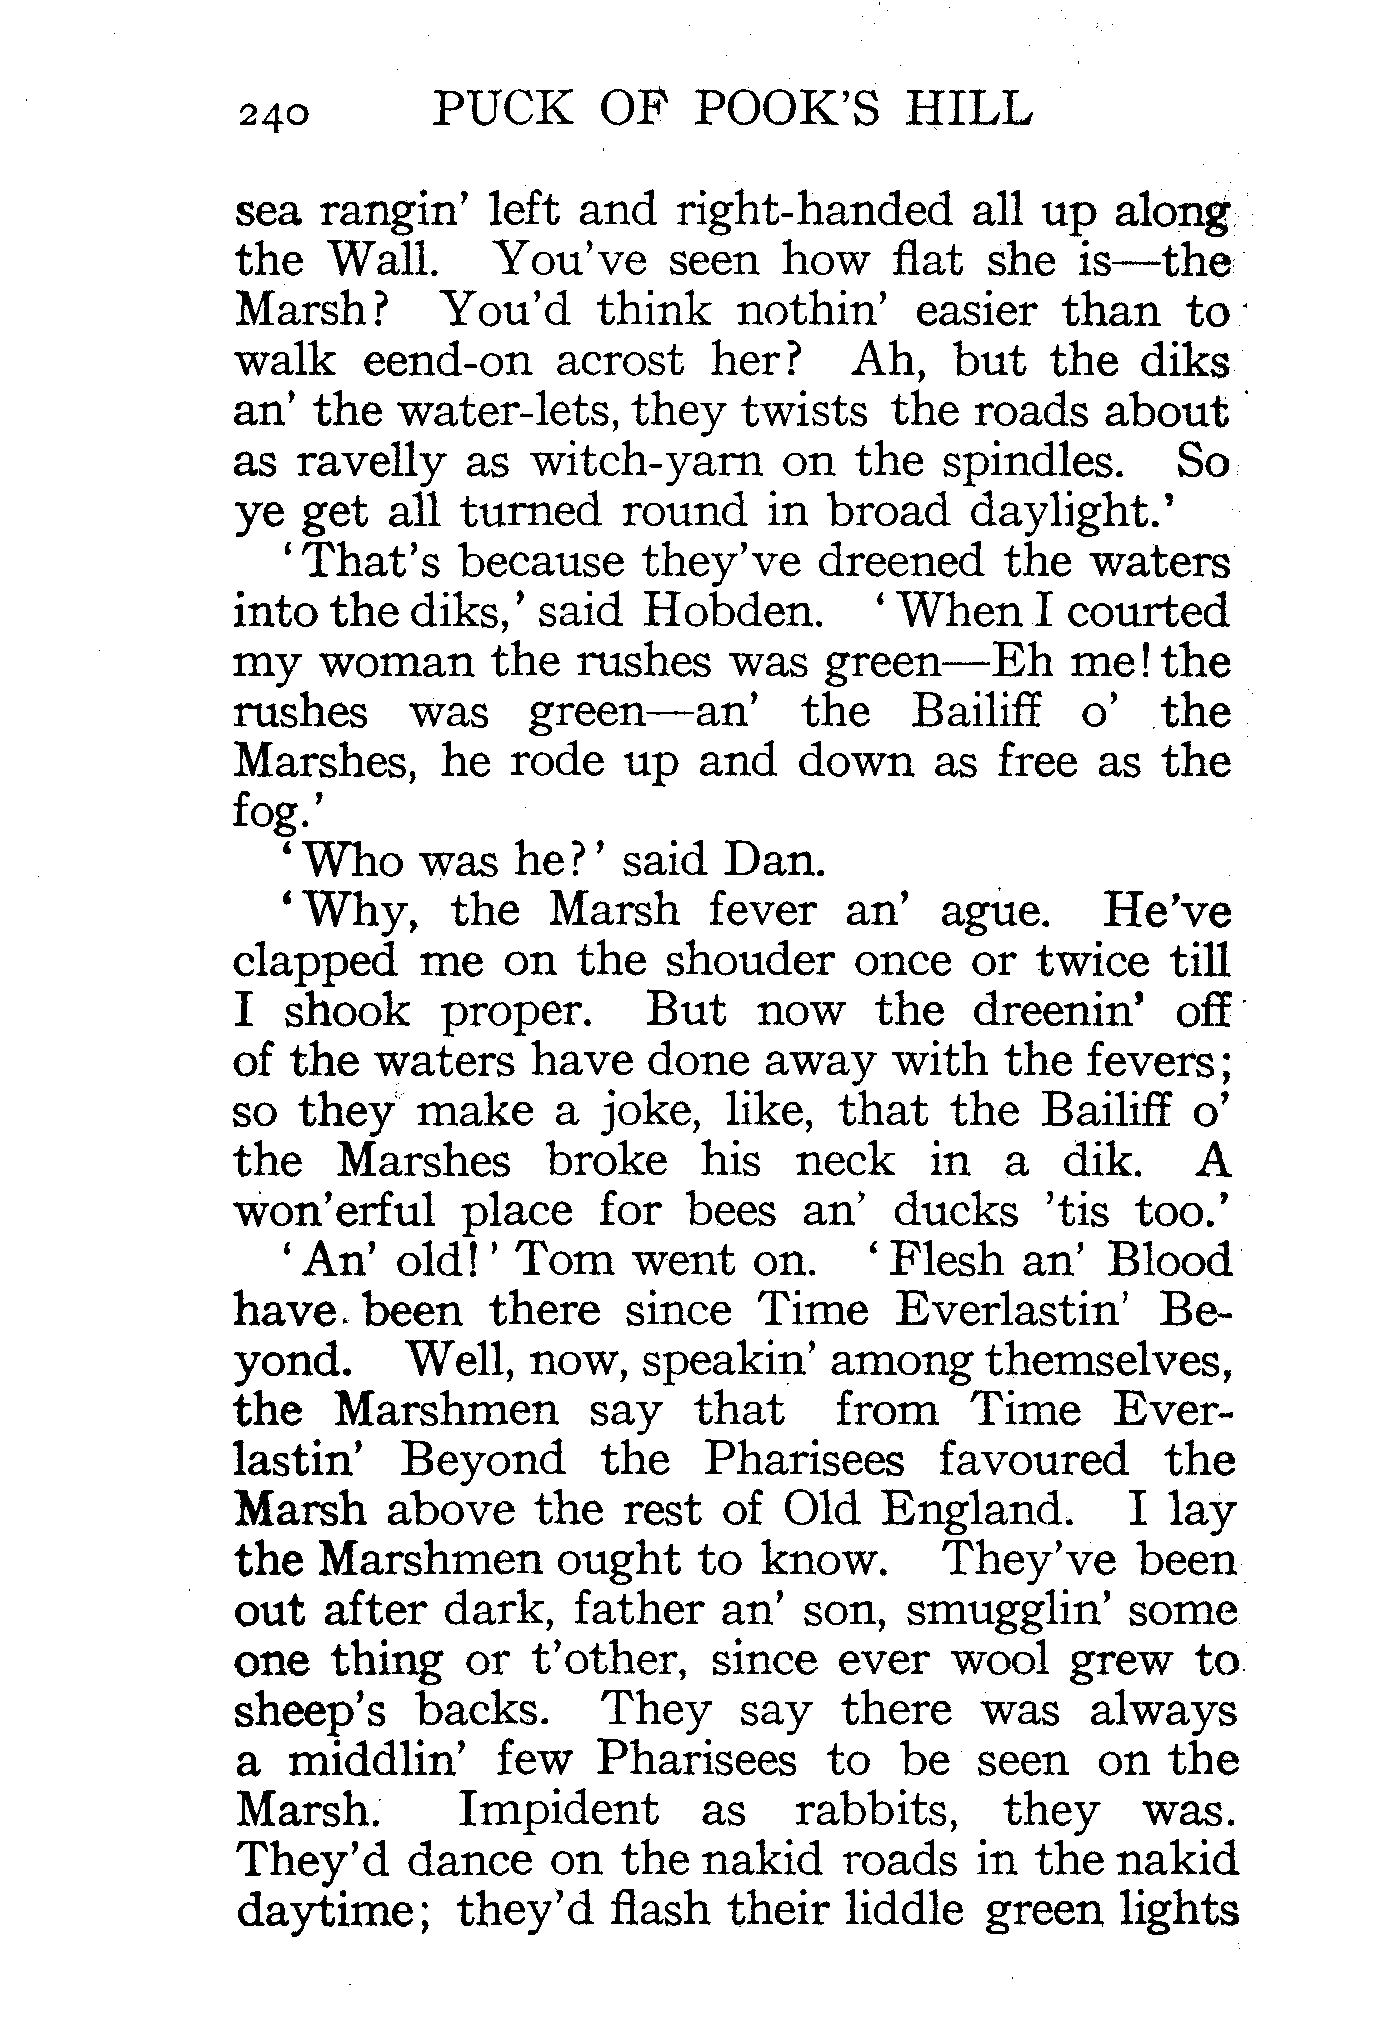 240 PUCK OF POOK'S HILL
sea rangin' left and right-handed all up along
the Wall. You've seen how flat she is—the
Marsh? You'd think nothin' easier than to
walk eend-on acrost her? Ah, but the diks
an' the water-lets, they twists the roads about
as ravelly as witch-yarn on the spindles. So
ye get all turned round in broad daylight.'
'That's because they've dreened the waters
into the diks,' said Hobden. 'When I courted
my woman the rushes was green—Eh me! the
rushes was green—an' the Bailiff o' the
Marshes, he rode up and down as free as the
fog.'
'Who was he?' said Dan.
'Why, the Marsh fever an' ague. He've
clapped me on the shouder once or twice till
I shook proper. But now the dreenin' off
of the waters have done away with the fevers;
so they make a joke, like, that the Bailiff o'
the Marshes broke his neck in a dik. A
won'erful place for bees an' ducks 'tis too.'
'An' old!' Tom went on. 'Flesh an' Blood
have been there since Time Everlastin' Be-
yond. Well, now, speakin' among themselves,
the Marshmen say that from Time Ever-
lastin' Beyond the Pharisees favoured the
Marsh above the rest of Old England. I lay
the Marshmen ought to know. They've been
out after dark, father an' son, smugglin' some
one thing or t'other, since ever wool grew to
sheep's backs. They say there was always
a middlin' few Pharisees to be seen on the
Marsh. Impident as rabbits, they was.
They'd dance on the nakid roads in the nakid
daytime; they'd flash their liddle green lights